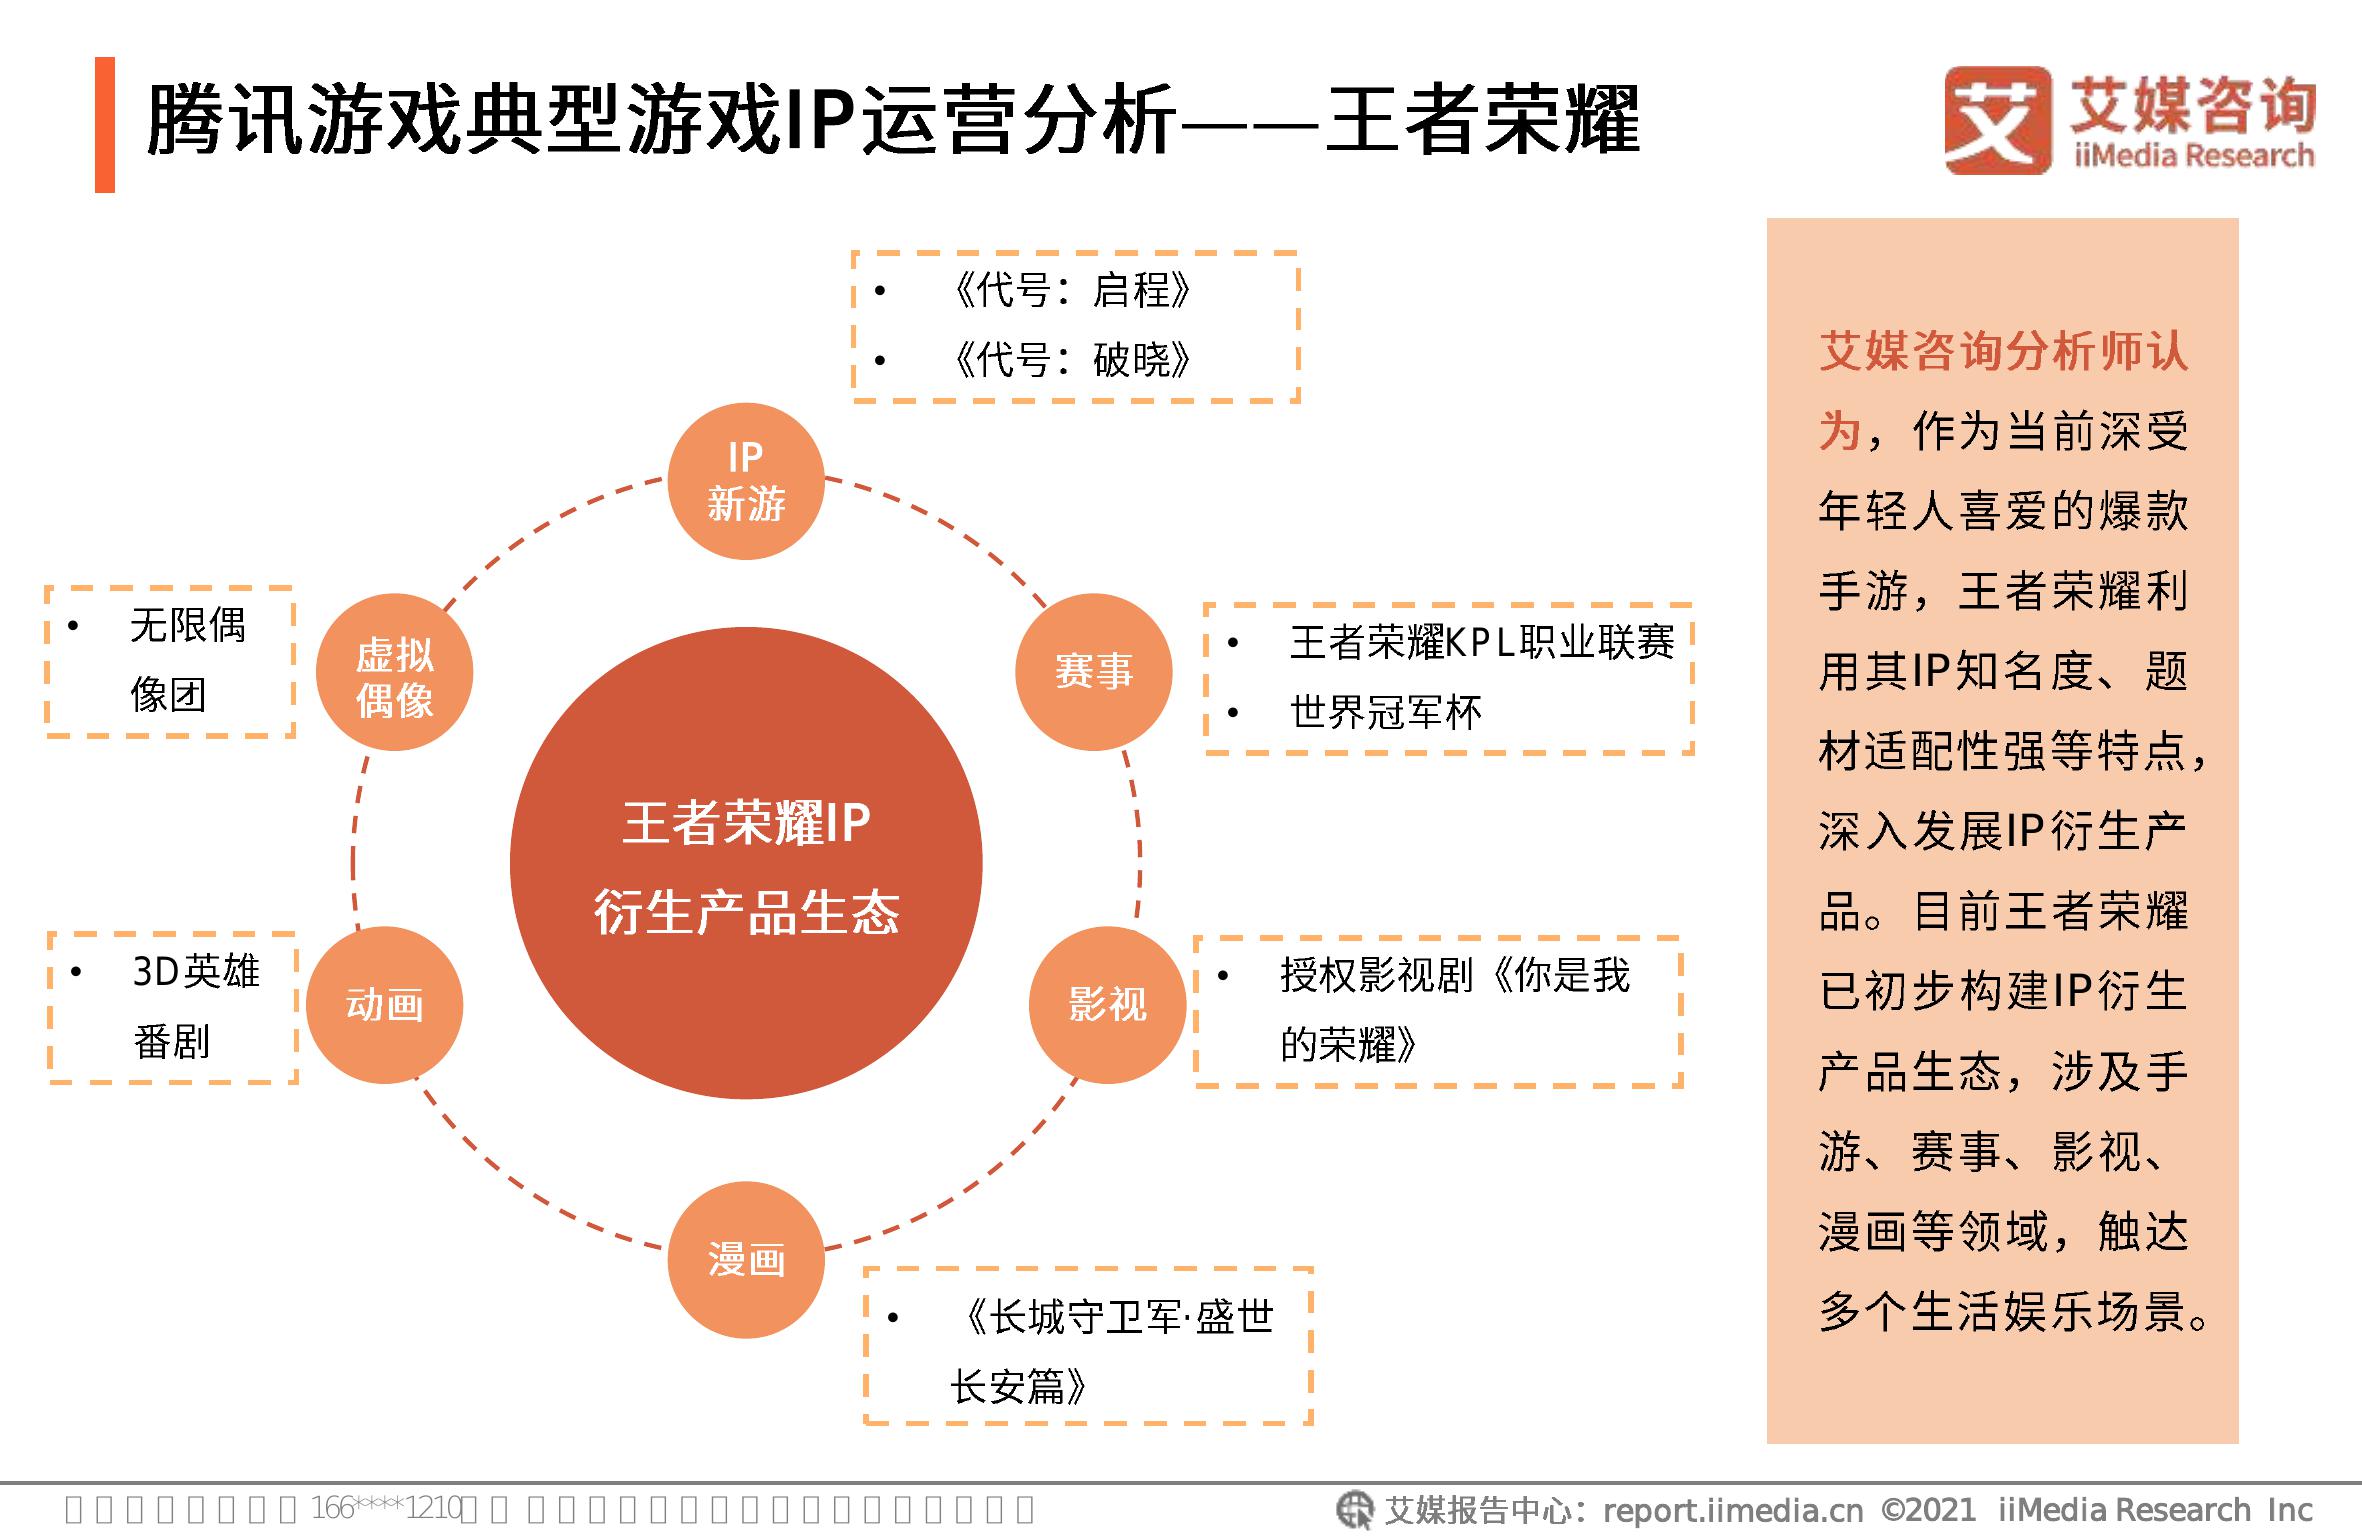 腾讯游戏典型游戏IP运营分析——王者荣耀
艾媒咨询
iiMedia Research
• 《代号：启程》
• 《代号：破晓》
IP
新游
• 无限偶
像团
虚拟
偶像
赛事
• 王者荣耀KPL职业联赛
• 世界冠军杯
王者荣耀IP
衍生产品生态
• 3D英雄
番剧
动画
影视
• 授权影视剧《你是我
的荣耀》
漫画
• 《长城守卫军·盛世
长安篇》
艾媒咨询分析师认
为，作为当前深受
年轻人喜爱的爆款
手游，王者荣耀利
用其IP知名度、题
材适配性强等特点，
深入发展IP衍生产
品。目前王者荣耀
已初步构建IP衍生
产品生态，涉及手
游、赛事、影视、
漫画等领域，触达
多个生活娱乐场景。
166****1210
艾媒报告中心：report.iimedia.cn ©2021 iiMedia Research Inc